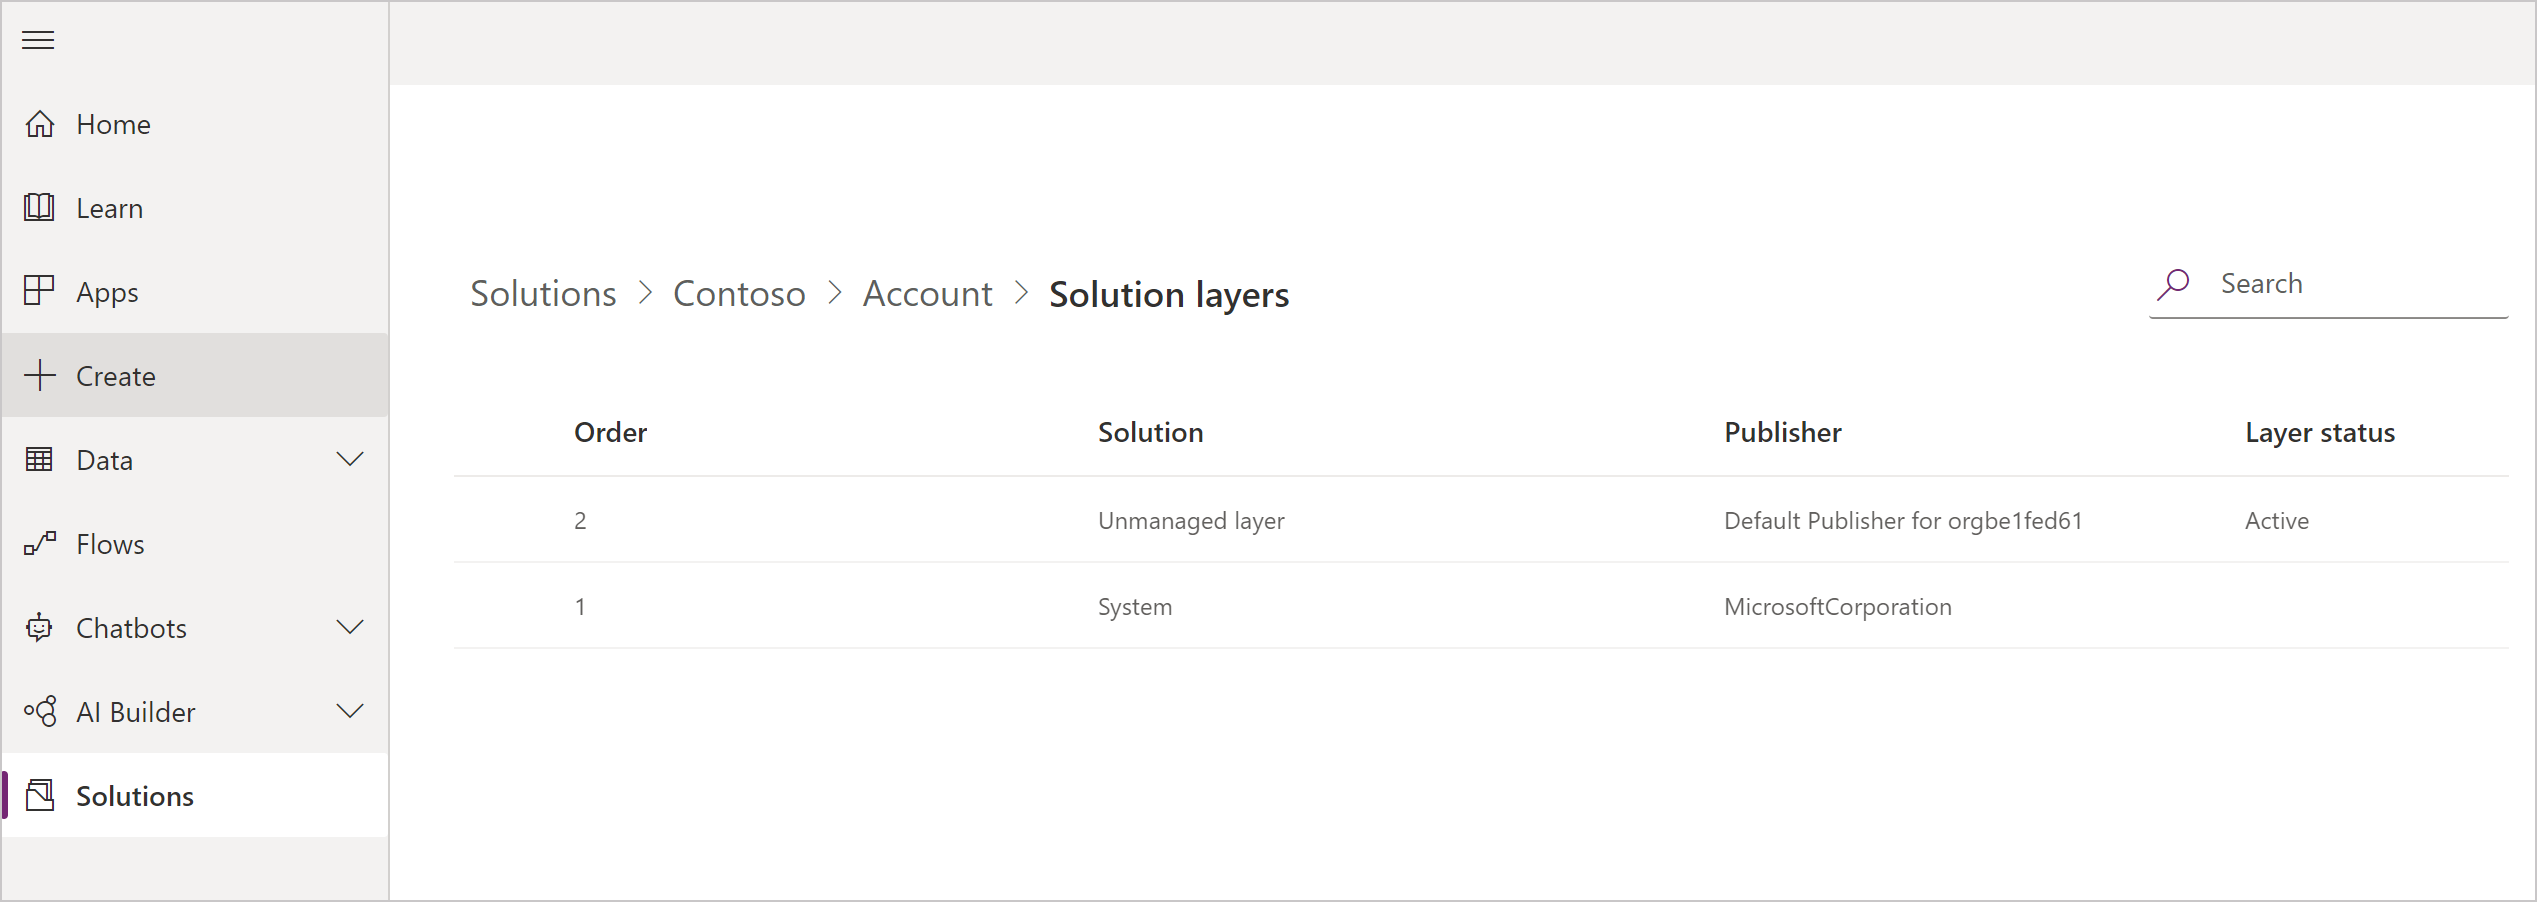 Home
Learn
Apps
Create
Data
Flows
Chatbots
AI Builder
Solutions
Solutions > Contoso > Account > Solution layers
Search
Order Solution Publisher Layer status
2 Unmanaged layer Default Publisher for orgbe1fed61 Active
1 System MicrosoftCorporation